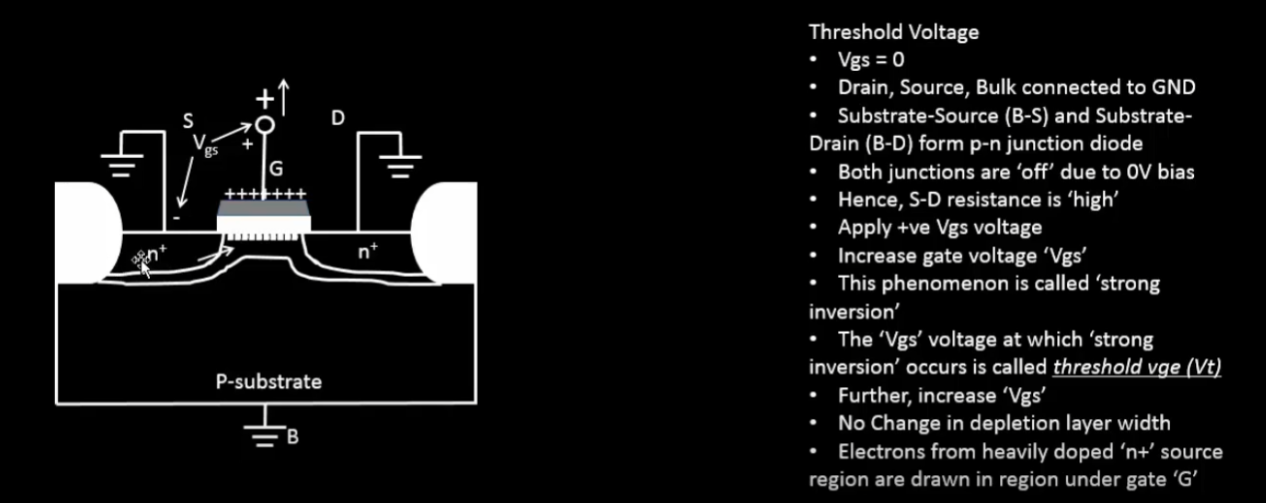 Threshold Voltage
• Vgs = 0
• Drain, Source, Bulk connected to GND
• Substrate-Source (B-S) and Substrate-
Drain (B-D) form p-n junction diode
• Both junctions are ‘off’ due to 0V bias
• Hence, S-D resistance is ‘high’
• Apply +ve Vgs voltage
• Increase gate voltage ‘Vgs’
• This phenomenon is called ‘strong
inversion’
• The ‘Vgs’ voltage at which ‘strong
inversion’ occurs is called threshold vge (Vt)
• Further, increase ‘Vgs’
• No Change in depletion layer width
• Electrons from heavily doped ‘n+’ source
region are drawn in region under gate ‘G’
+
S
D
Vgs
+
G
+++++++
-
n+
n+
P-substrate
B